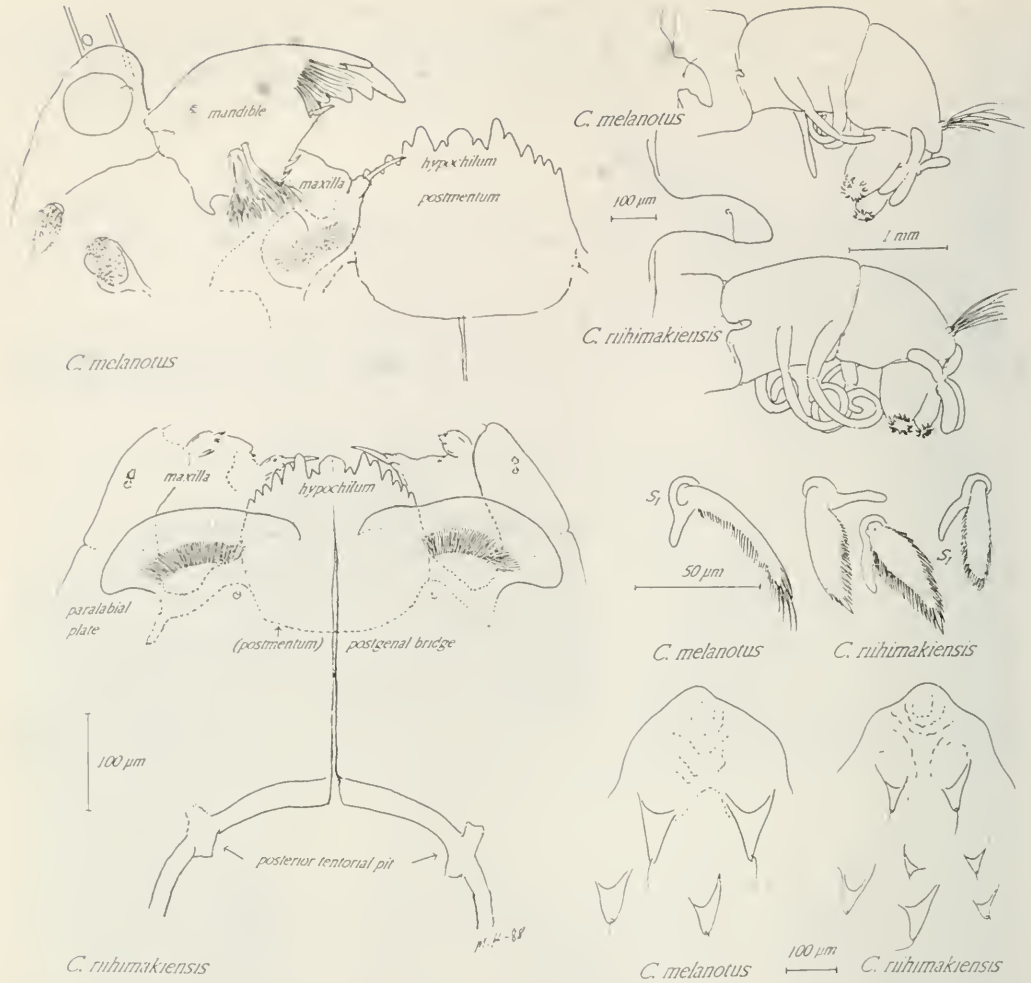 mandible
maxilla
hypochilum
postmentum
C. melanotus
C. melanotus
100 µm
1 mm
C. riihimakiensis
maxilla
hypochilum
paralabial
plate
(postmentum)
postgenal bridge
100 µm
posterior tentorial pit
C. riihimakiensis
S₁
50 µm
C. melanotus
S₁
C. riihimakiensis
C. melanotus
100 µm
C. riihimakiensis